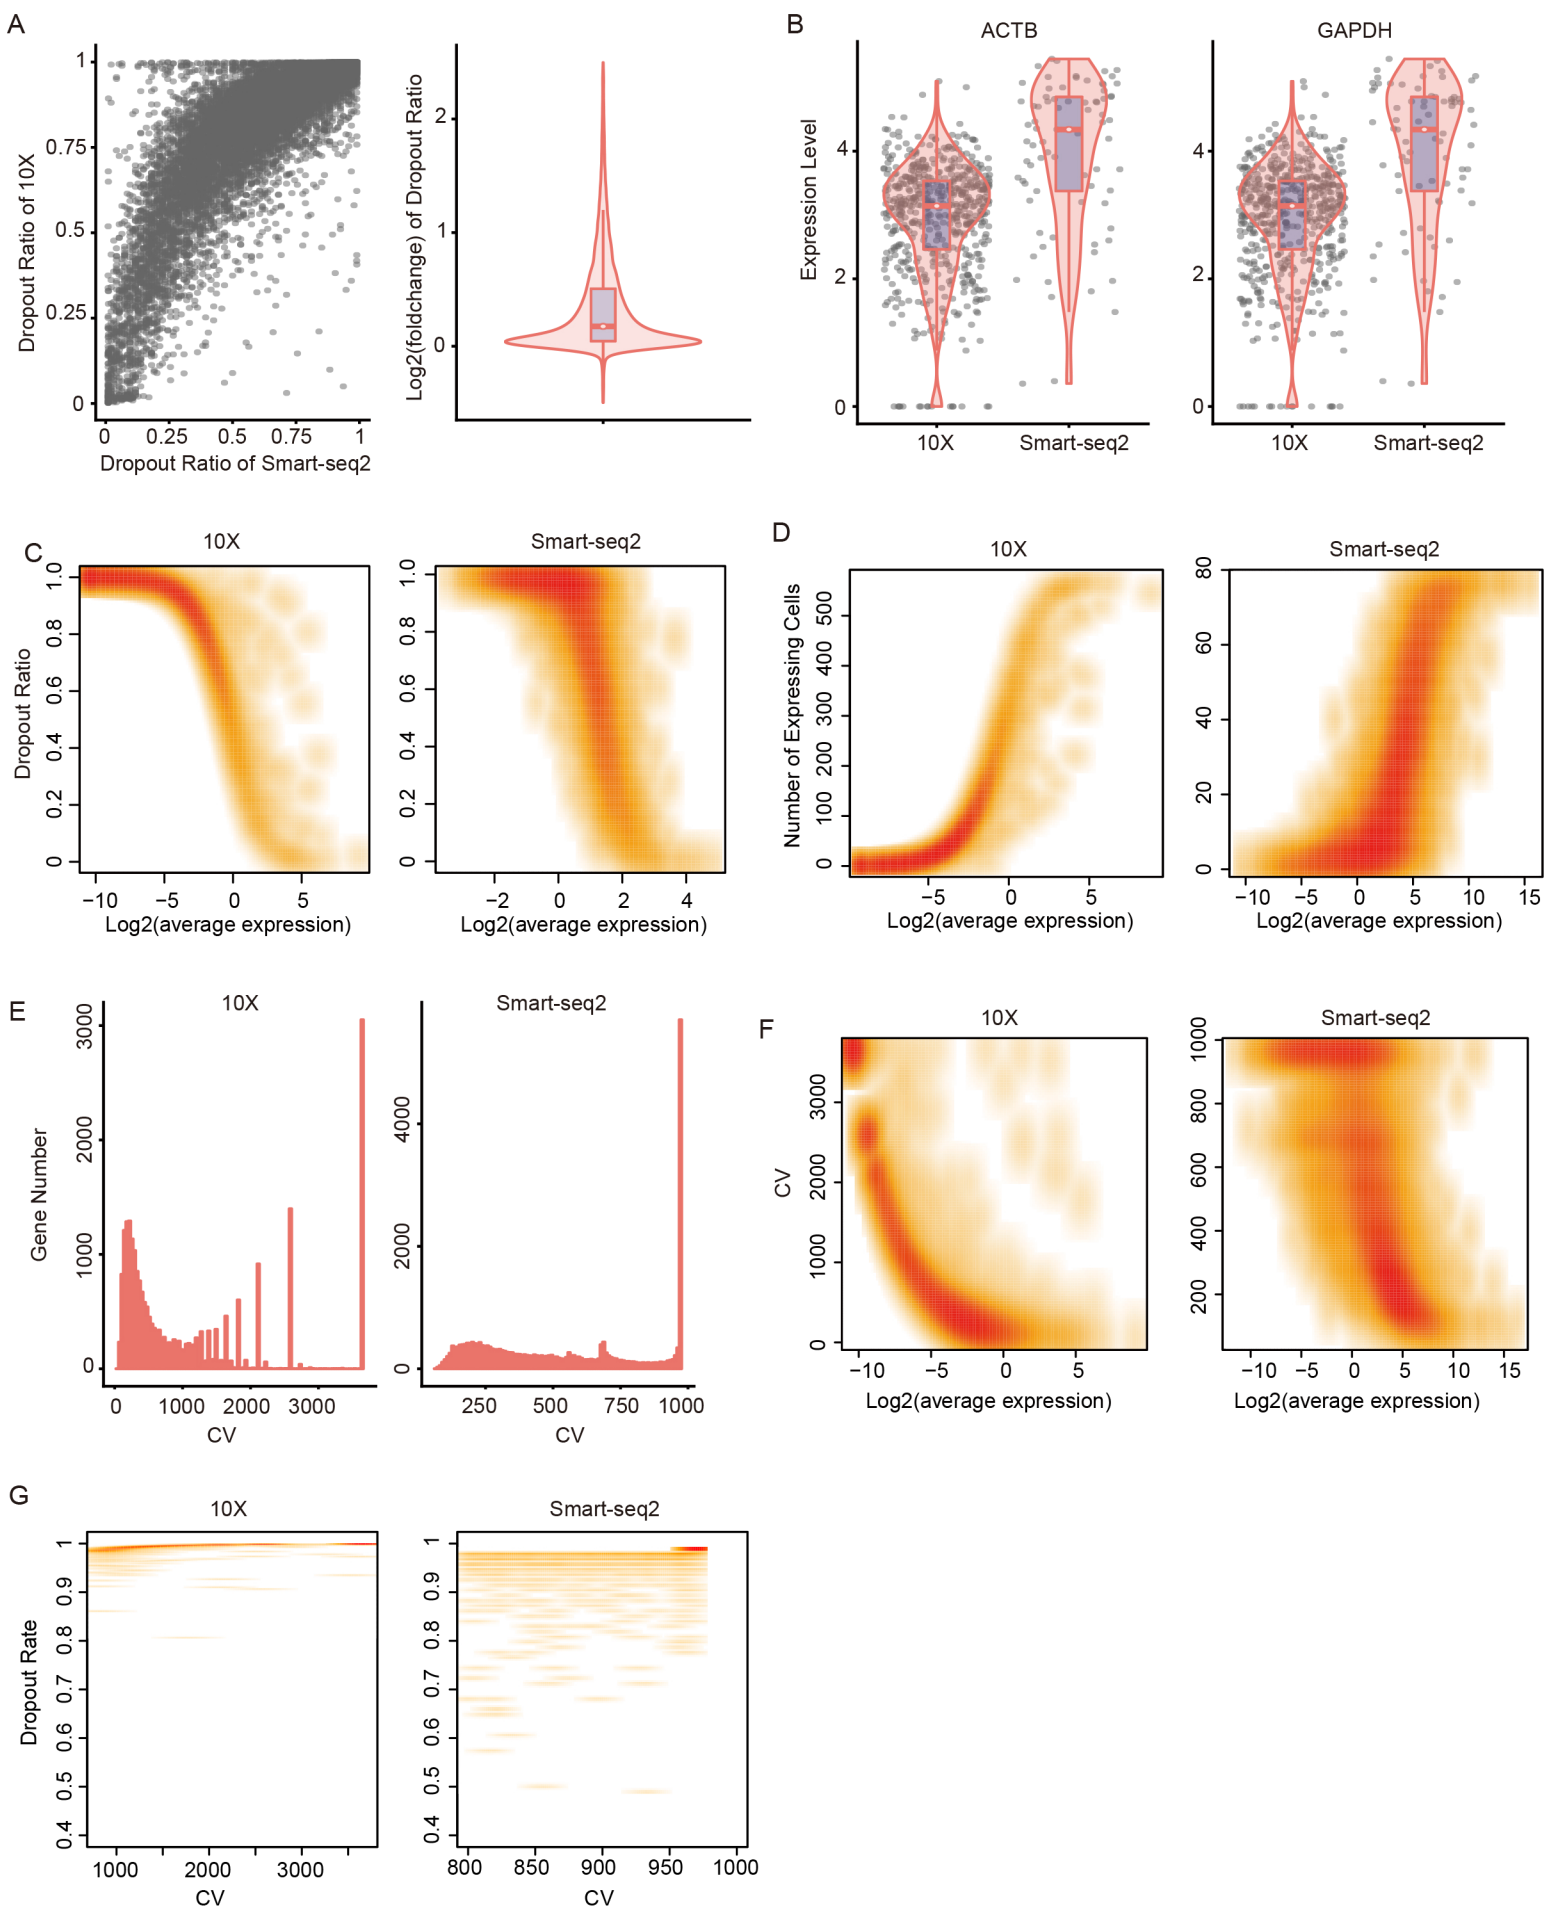 A
1
0.75
0.5
0.25
0
Dropout Ratio of 10X
0 0.25 0.5 0.75 1
Dropout Ratio of Smart-seq2
2
1
0
Log2(foldchange) of Dropout Ratio
B
ACTB
4
2
0
Expression Level
10X Smart-seq2
GAPDH
4
2
0
10X Smart-seq2
C
10X
1.0
0.8
0.6
0.4
0.2
0
Dropout Ratio
−10 −5 0 5
Log2(average expression)
Smart-seq2
1.0
0.8
0.6
0.4
0.2
0
−2 0 2 4
Log2(average expression)
D
10X
500
400
300
200
100
0
Number of Expressing Cells
−5 0 5
Log2(average expression)
Smart-seq2
80
60
40
20
0
−10 −5 0 5 10 15
Log2(average expression)
E
10X
3000
2000
1000
0
Gene Number
0 1000 2000 3000
CV
Smart-seq2
4000
2000
0
250 500 750 1000
CV
F
10X
3000
2000
1000
0
CV
−10 −5 0 5
Log2(average expression)
Smart-seq2
1000
800
600
400
200
−10 −5 0 5 10 15
Log2(average expression)
G
10X
1
0.9
0.8
0.7
0.6
0.5
0.4
Dropout Rate
1000 2000 3000
CV
Smart-seq2
1
0.9
0.8
0.7
0.6
0.5
0.4
800 850 900 950 1000
CV